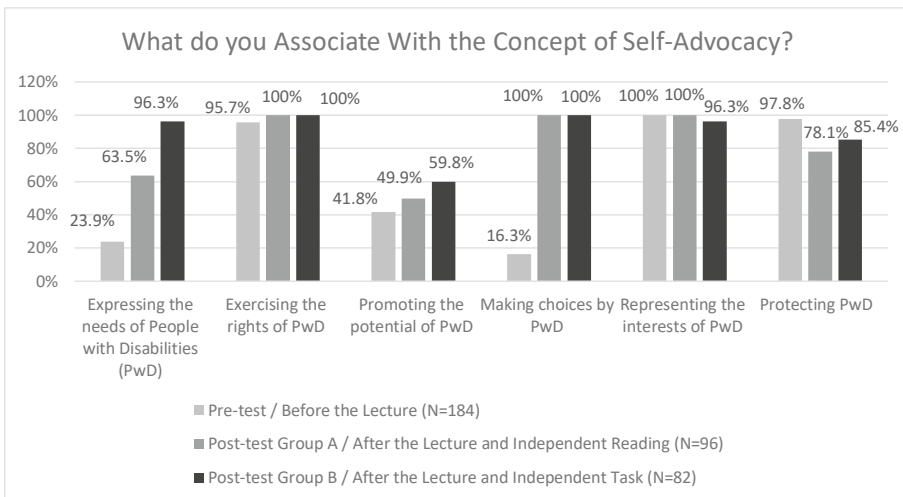 What do you Associate With the Concept of Self-Advocacy?
120%
100%
80%
60%
40%
20%
0%
23.9%
63.5%
96.3%
95.7%
100%
100%
41.8%
49.9%
59.8%
16.3%
100%
100%
100%
100%
96.3%
97.8%
78.1%
85.4%
Expressing the
needs of People
with Disabilities
(PwD)
Exercising the
rights of PwD
Promoting the
potential of PwD
Making choices by
PwD
Representing the
interests of PwD
Protecting PwD
Pre-test / Before the Lecture (N=184)
Post-test Group A / After the Lecture and Independent Reading (N=96)
Post-test Group B / After the Lecture and Independent Task (N=82)